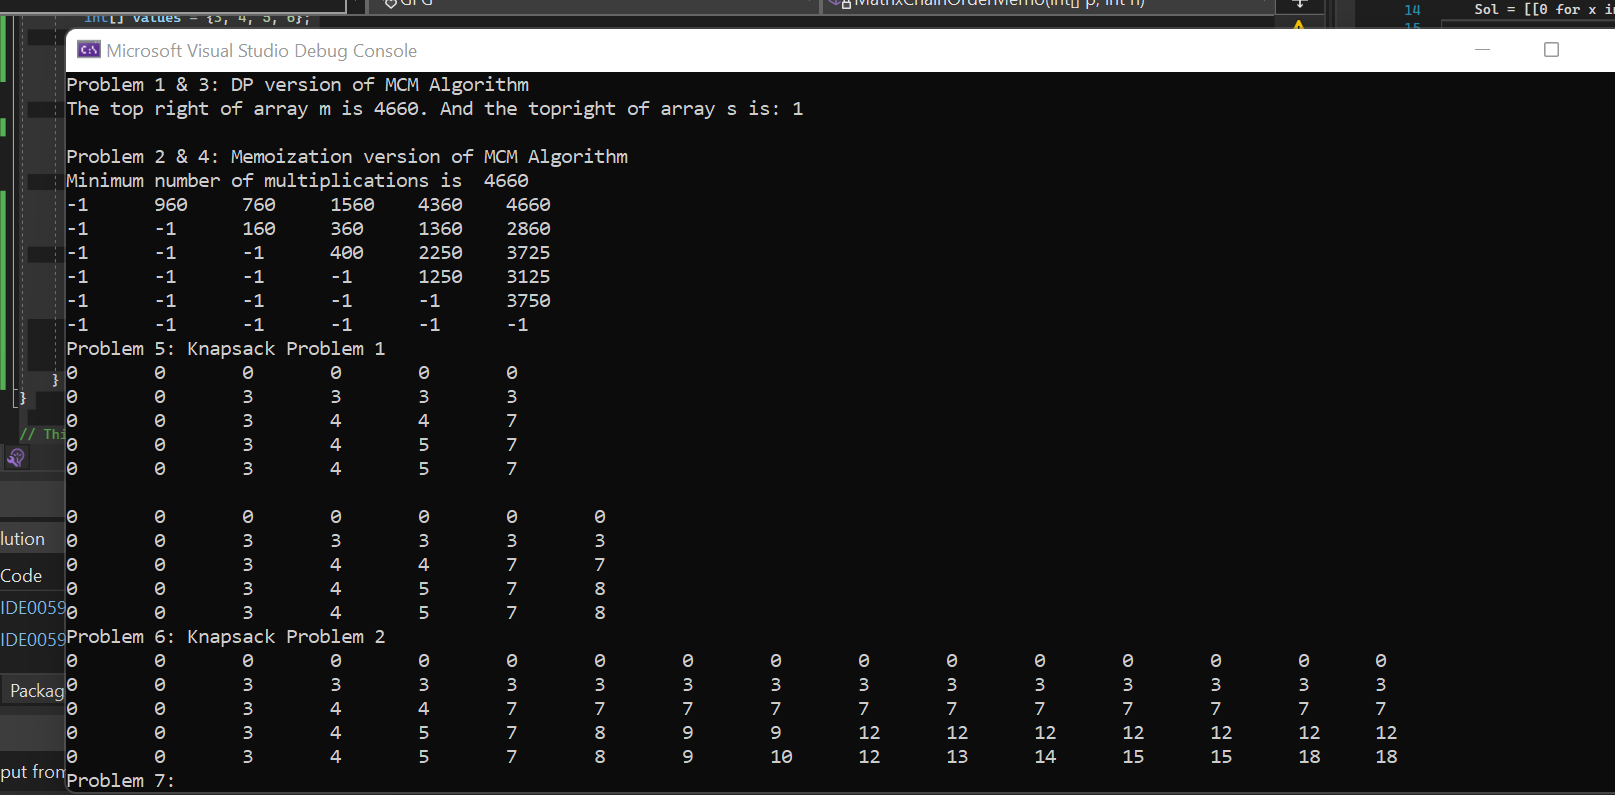 GFG
MatrixChainOrderMemo(int[] p, int n)
14 Sol = [[0 for x in
15
int[] values = {3, 4, 5, 6};
Microsoft Visual Studio Debug Console
Problem 1 & 3: DP version of MCM Algorithm
The top right of array m is 4660. And the topright of array s is: 1
Problem 2 & 4: Memoization version of MCM Algorithm
Minimum number of multiplications is  4660
-1 960 760 1560 4360 4660
-1 -1 160 360 1360 2860
-1 -1 -1 400 2250 3725
-1 -1 -1 -1 1250 3125
-1 -1 -1 -1 -1 3750
-1 -1 -1 -1 -1 -1
Problem 5: Knapsack Problem 1
0 0 0 0 0 0
}
0 0 3 3 3 3
}
0 0 3 4 4 7
// Thi
0 0 3 4 5 7
0 0 3 4 5 7
0 0 0 0 0 0 0
lution
0 0 3 3 3 3 3
0 0 3 4 4 7 7
Code
0 0 3 4 5 7 8
IDE0059
0 0 3 4 5 7 8
IDE0059
Problem 6: Knapsack Problem 2
0 0 0 0 0 0 0 0 0 0 0 0 0 0 0 0
0 0 3 3 3 3 3 3 3 3 3 3 3 3 3 3
Packag
0 0 3 4 4 7 7 7 7 7 7 7 7 7 7 7
0 0 3 4 5 7 8 9 9 12 12 12 12 12 12 12
0 0 3 4 5 7 8 9 10 12 13 14 15 15 18 18
put from
Problem 7: